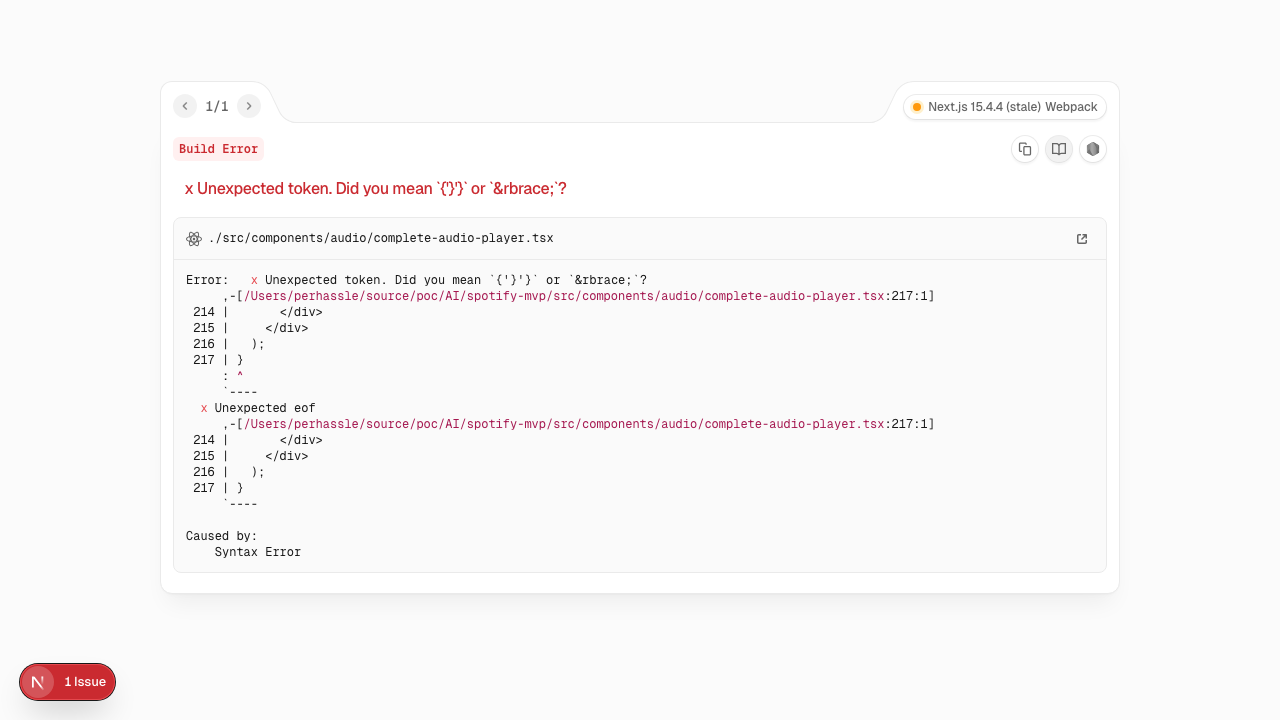 1/1
Next.js 15.4.4 (stale) Webpack
Build Error
x Unexpected token. Did you mean `{'}'}` or `&rbrace;`?
./src/components/audio/complete-audio-player.tsx
Error:   x Unexpected token. Did you mean `{'}'}` or `&rbrace;`?
     ,-[/Users/perhassle/source/poc/AI/spotify-mvp/src/components/audio/complete-audio-player.tsx:217:1]
 214 |       </div>
 215 |     </div>
 216 |   );
 217 | }
     : ^
     `----
  x Unexpected eof
     ,-[/Users/perhassle/source/poc/AI/spotify-mvp/src/components/audio/complete-audio-player.tsx:217:1]
 214 |       </div>
 215 |     </div>
 216 |   );
 217 | }
     `----
Caused by:
    Syntax Error
N 1 Issue